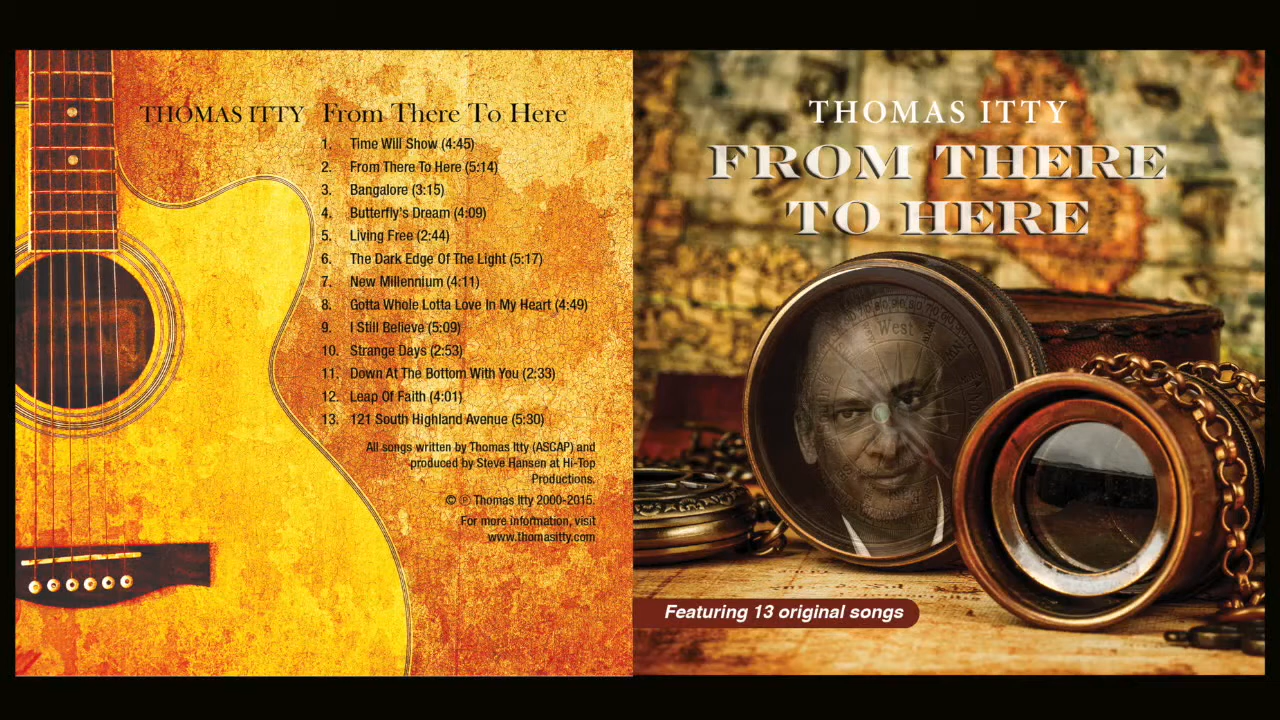 THOMAS ITTY From There To Here
1. Time Will Show (4:45)
2. From There To Here (5:14)
3. Bangalore (3:15)
4. Butterfly's Dream (4:09)
5. Living Free (2:44)
6. The Dark Edge Of The Light (5:17)
7. New Millennium (4:11)
8. Gotta Whole Lotta Love In My Heart (4:49)
9. I Still Believe (5:09)
10. Strange Days (2:53)
11. Down At The Bottom With You (2:33)
12. Leap Of Faith (4:01)
13. 121 South Highland Avenue (5:30)
All songs written by Thomas Itty (ASCAP) and
produced by Steve Hansen at Hi-Top
Productions.
© ℗ Thomas Itty 2000-2015.
For more information, visit
www.thomasitty.com
THOMAS ITTY
FROM THERE
TO HERE
West
Featuring 13 original songs